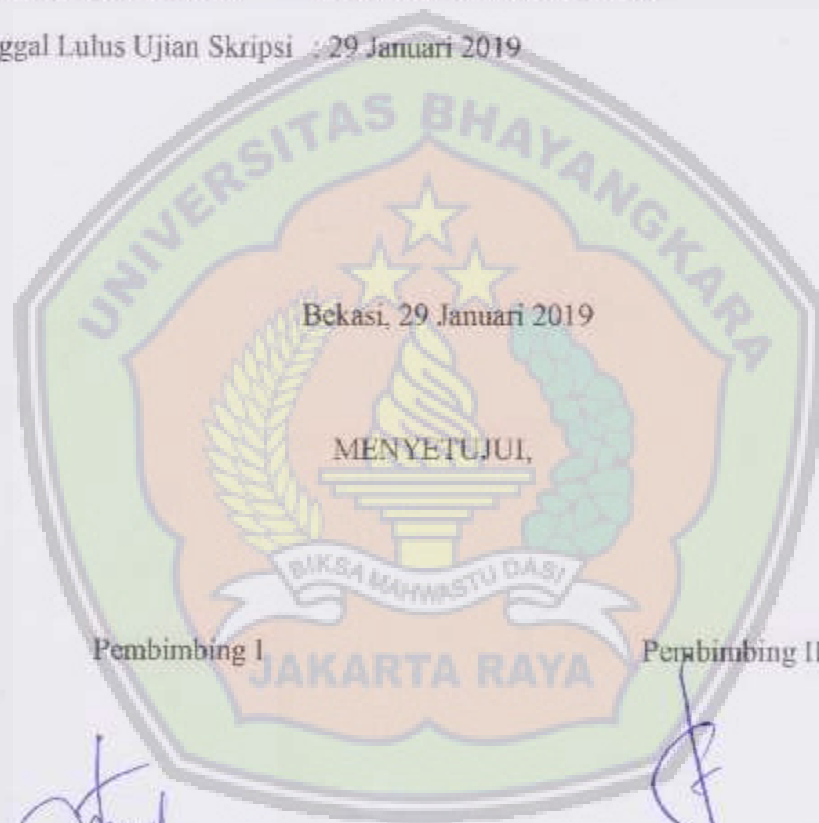 ggal Lulus Ujian Skripsi : 29 Januari 2019
UNIVERSITAS BHAYANGKARA
Bekasi, 29 Januari 2019
MENYETUJUI,
BIKSA MAHWASTU DASI
Pembimbing I
Pembimbing II
JAKARTA RAYA